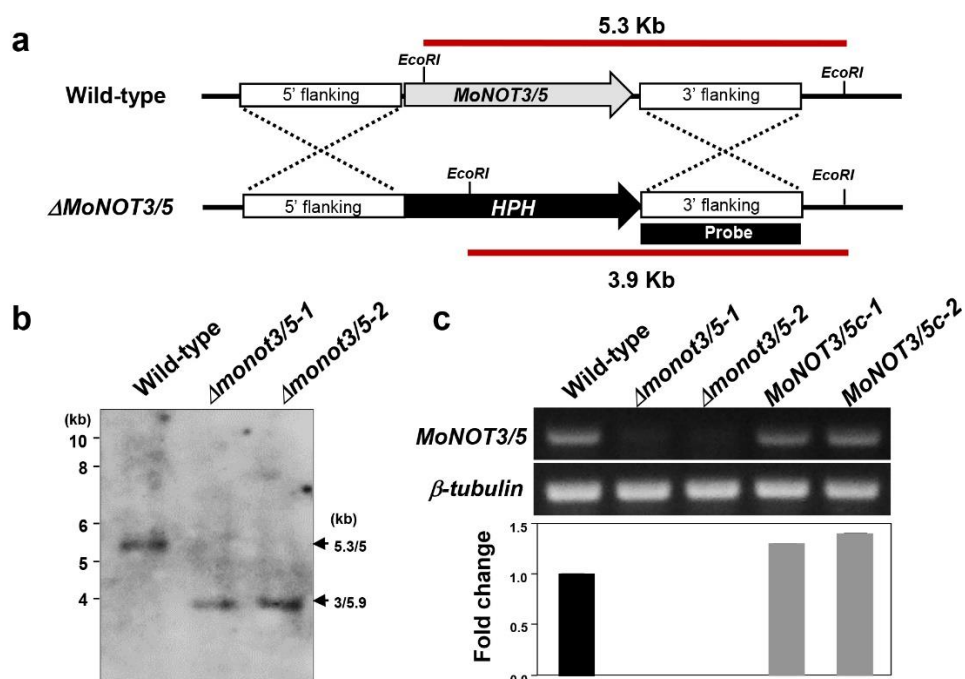 a
5.3 Kb
EcoRI
EcoRI
Wild-type
5' flanking
MoNOT3/5
3' flanking
EcoRI
EcoRI
ΔMoNOT3/5
5' flanking
HPH
3' flanking
Probe
3.9 Kb
b
Wild-type
Δmonot3/5-1
Δmonot3/5-2
(kb)
10
8
6
5
4
(kb)
5.3/5
3/5.9
c
Wild-type
Δmonot3/5-1
Δmonot3/5-2
MoNOT3/5c-1
MoNOT3/5c-2
MoNOT3/5
β-tubulin
Fold change
1.5
1.0
0.5
0.0